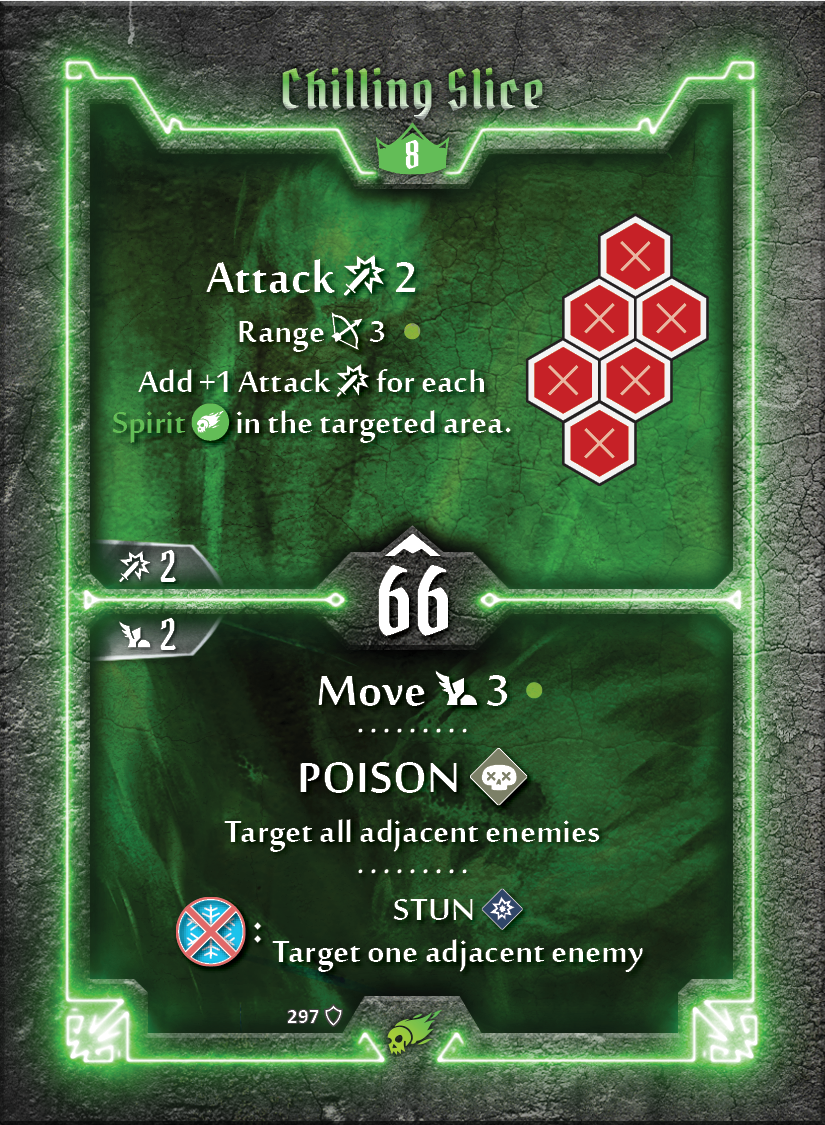 Chilling Slice
8
Attack 2
Range 3
Add +1 Attack for each
Spirit in the targeted area.
2
66
2
Move 3
POISON
Target all adjacent enemies
STUN
:
Target one adjacent enemy
297